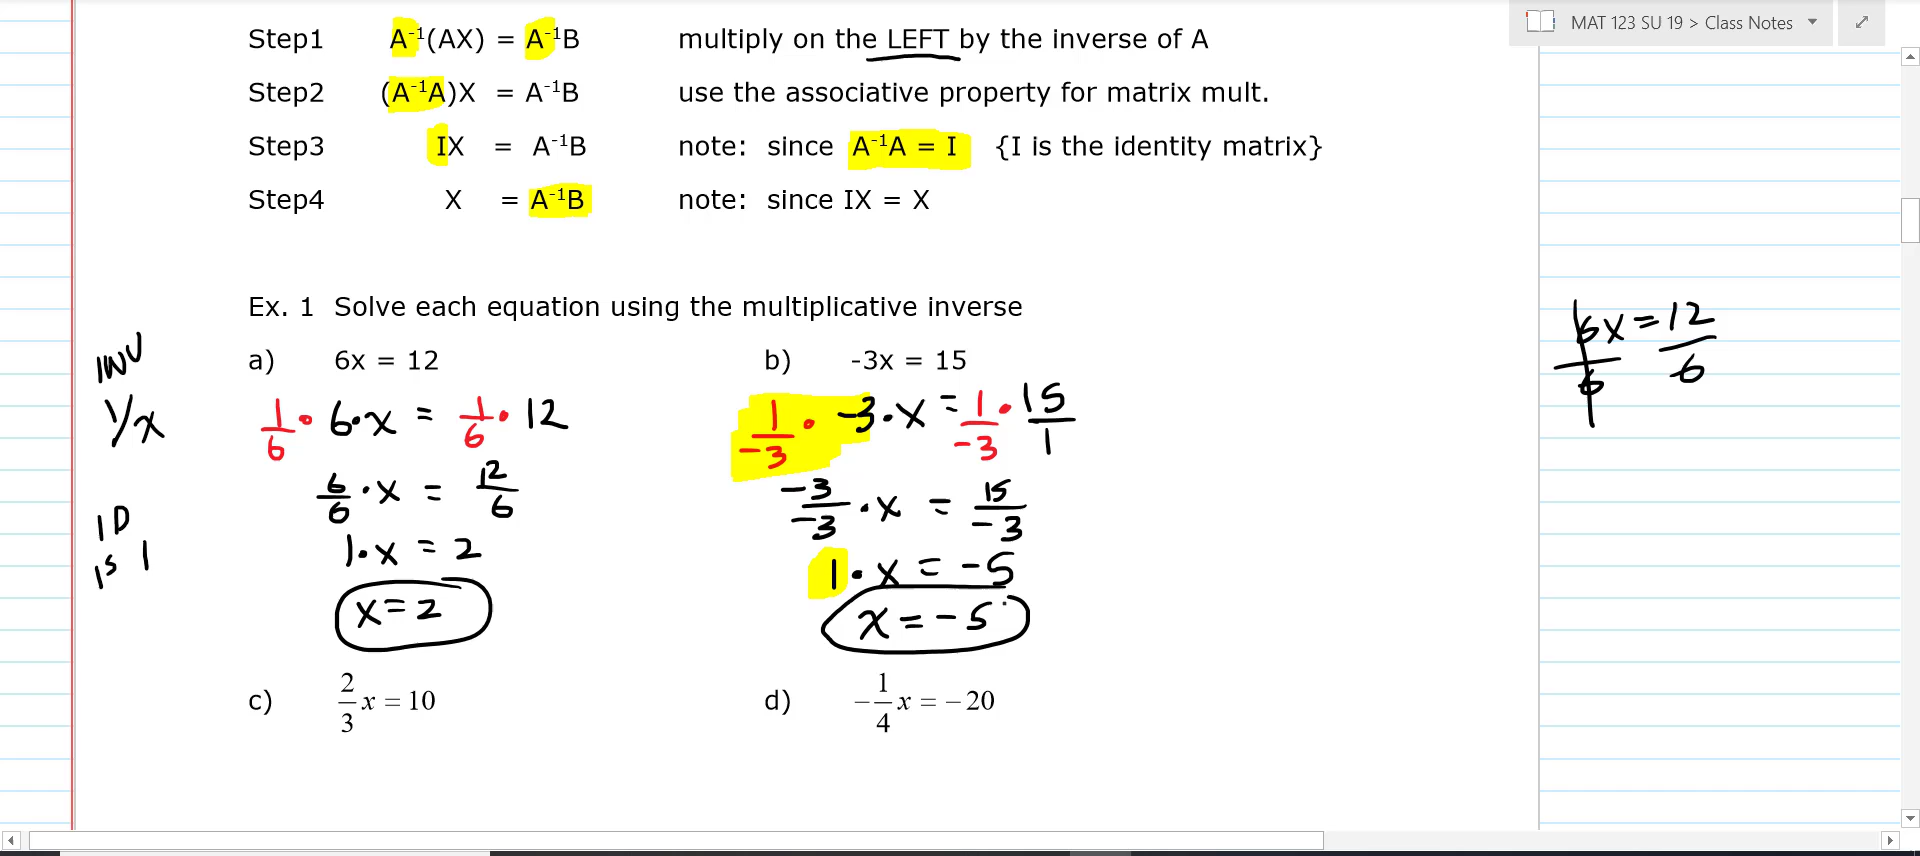 MAT 123 SU 19 > Class Notes
Step1 A⁻¹(AX) = A⁻¹B multiply on the LEFT by the inverse of A
Step2 (A⁻¹A)X = A⁻¹B use the associative property for matrix mult.
Step3 IX = A⁻¹B note: since A⁻¹A = I {I is the identity matrix}
Step4 X = A⁻¹B note: since IX = X
Ex. 1 Solve each equation using the multiplicative inverse
a) 6x = 12 b) -3x = 15
1/6 · 6·x = 1/6 · 12
6/6 · x = 12/6
1·x = 2
x = 2
1/-3 · -3·x = 1/-3 · 15/1
-3/-3 · x = 15/-3
1 · x = -5
x = -5
INV
1/x
ID
is 1
6x/6 = 12/6
c) 2/3 x = 10 d) -1/4 x = -20